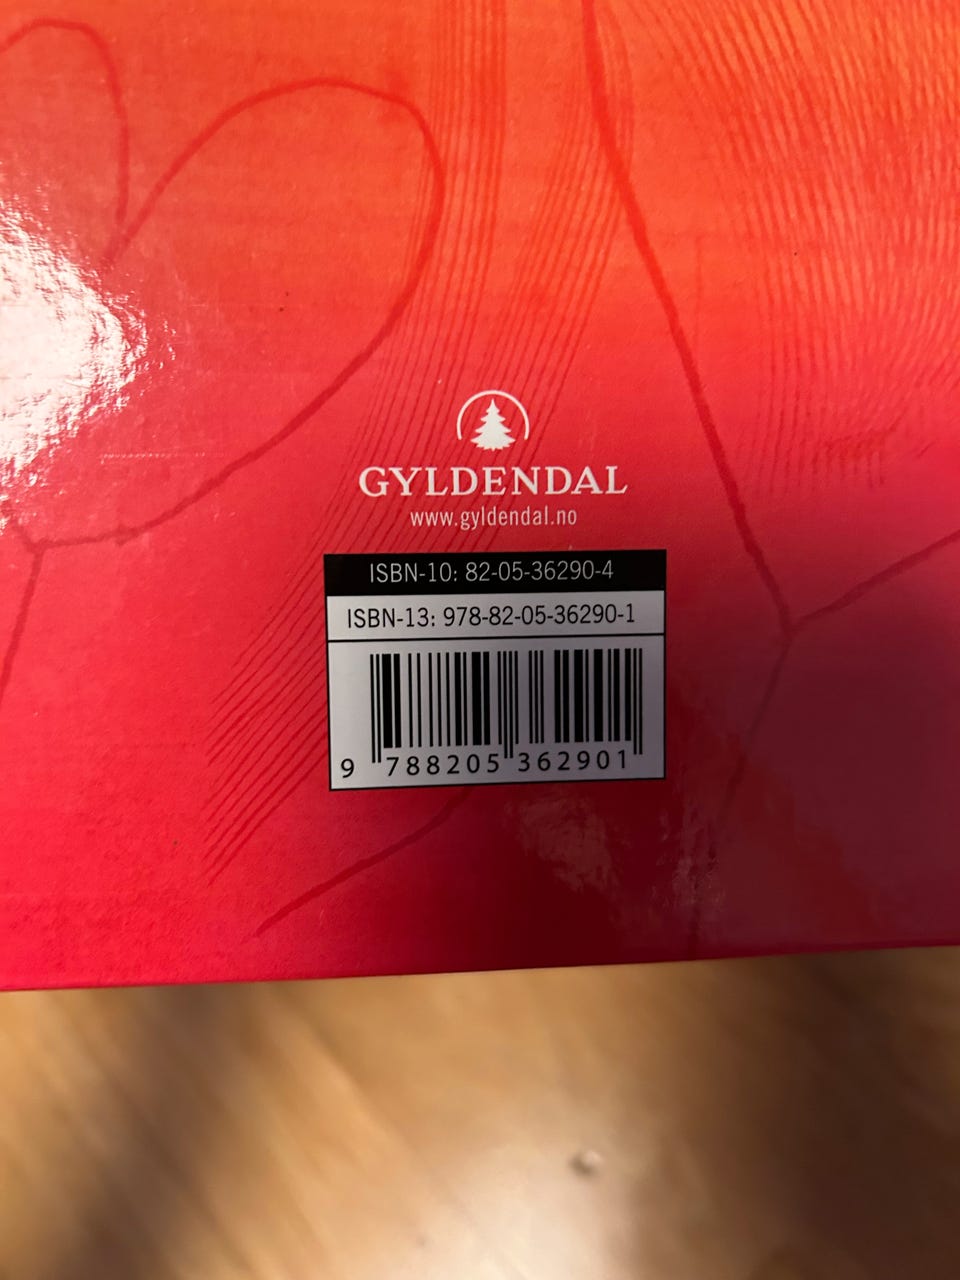 GYLDENDAL
www.gyldendal.no
ISBN-10: 82-05-36290-4
ISBN-13: 978-82-05-36290-1
9 788205 362901